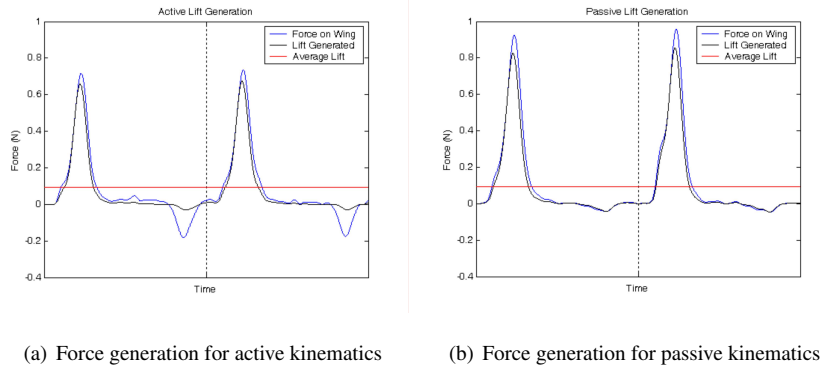 Active Lift Generation
1
0.8
0.6
0.4
0.2
0
-0.2
-0.4
Force (N)
Force on Wing
Lift Generated
Average Lift
Time
Passive Lift Generation
1
0.8
0.6
0.4
0.2
0
-0.2
-0.4
Force (N)
Force on Wing
Lift Generated
Average Lift
Time
(a) Force generation for active kinematics
(b) Force generation for passive kinematics